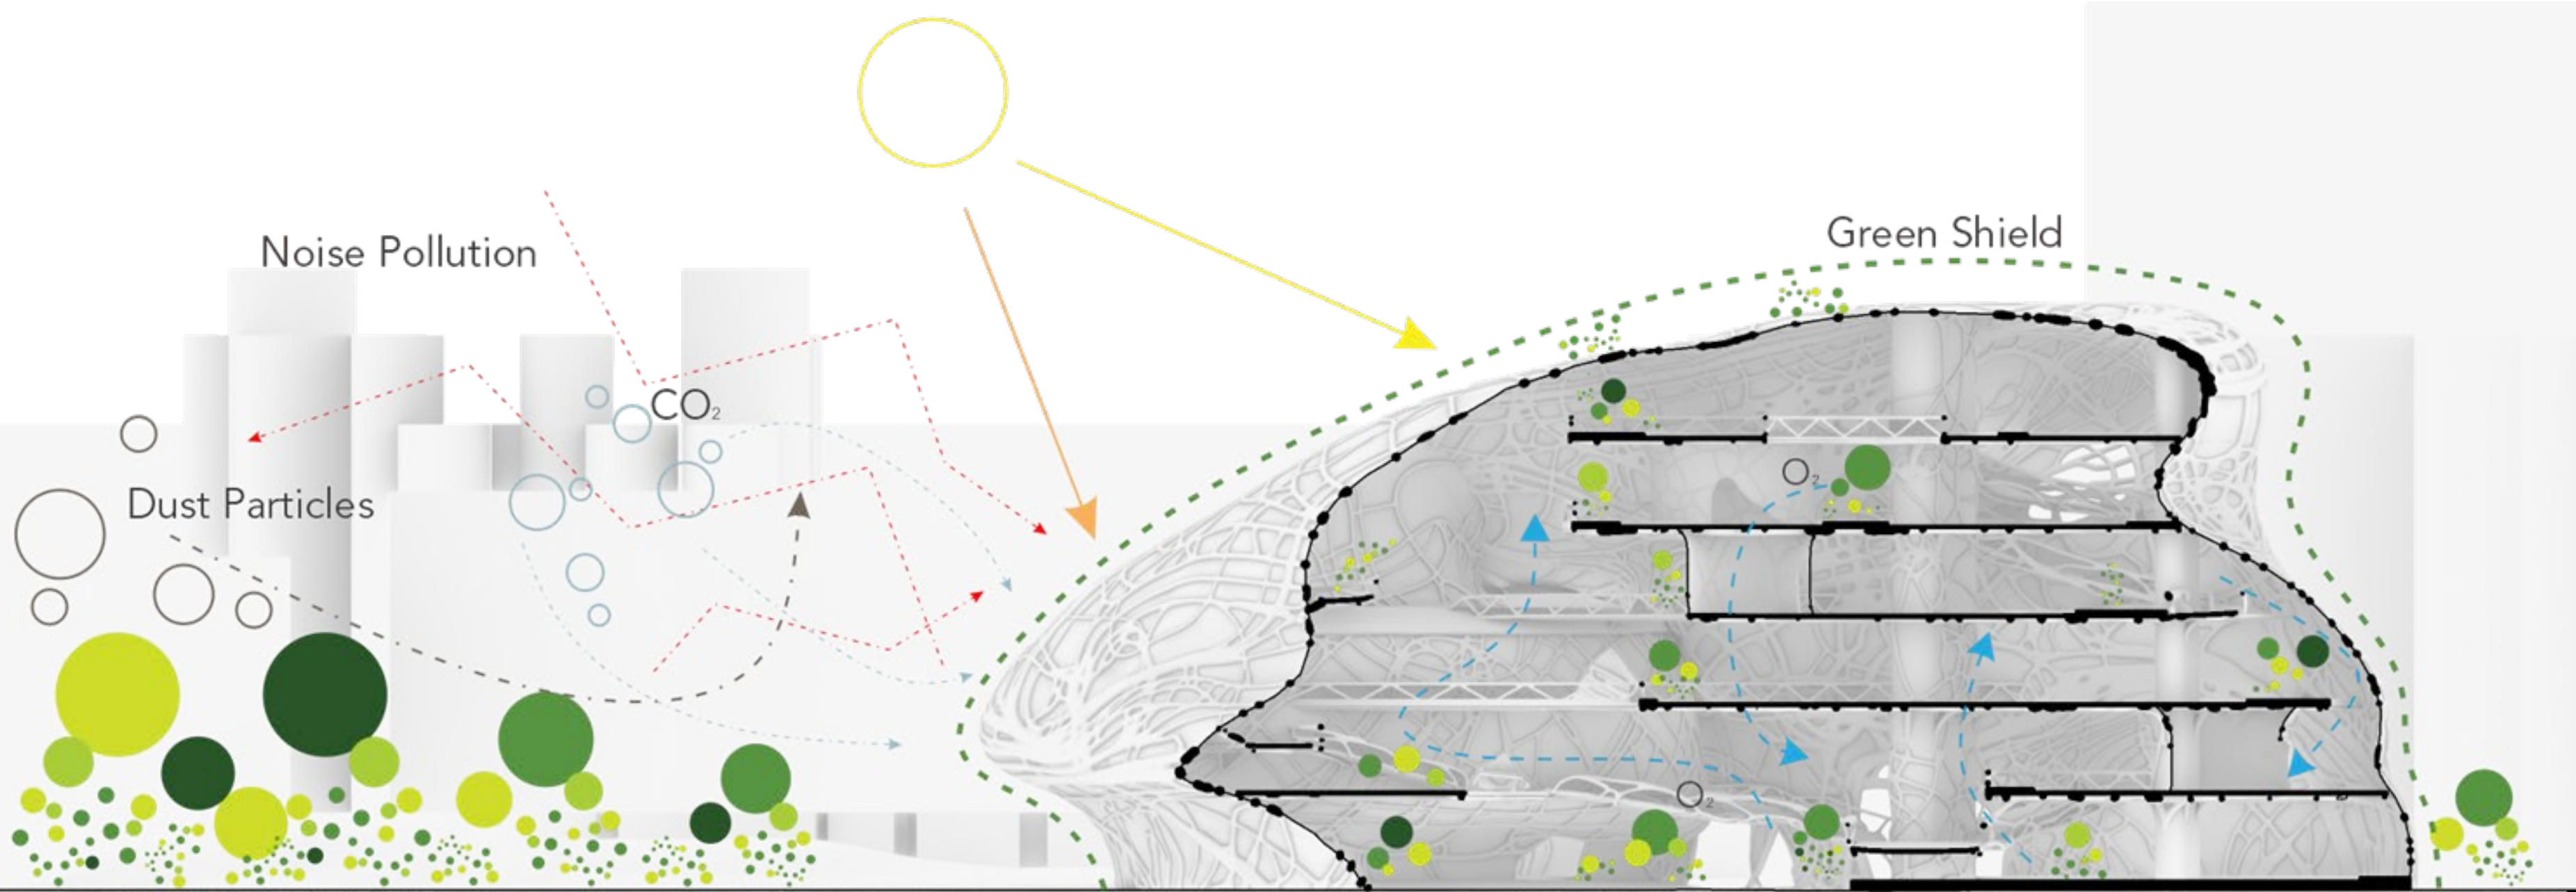 Green Shield
Noise Pollution
CO₂
O₂
Dust Particles
O₂